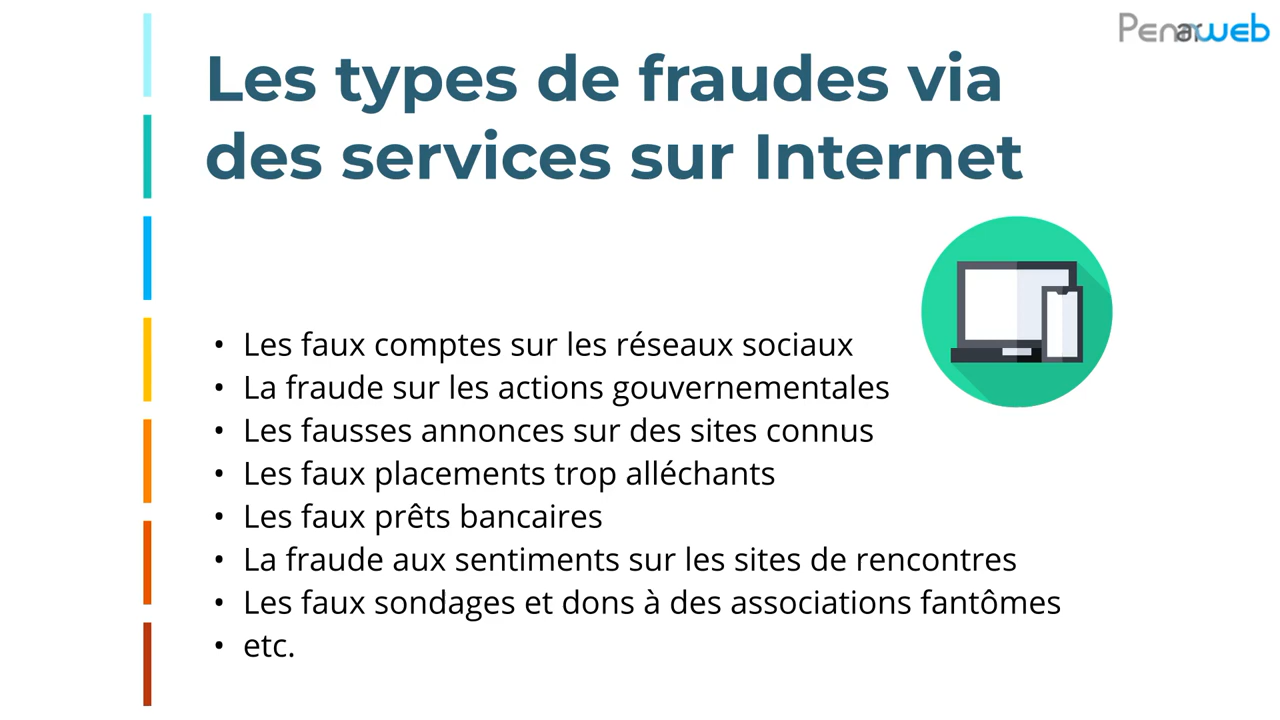 Penarweb
Les types de fraudes via
des services sur Internet
• Les faux comptes sur les réseaux sociaux
• La fraude sur les actions gouvernementales
• Les fausses annonces sur des sites connus
• Les faux placements trop alléchants
• Les faux prêts bancaires
• La fraude aux sentiments sur les sites de rencontres
• Les faux sondages et dons à des associations fantômes
• etc.